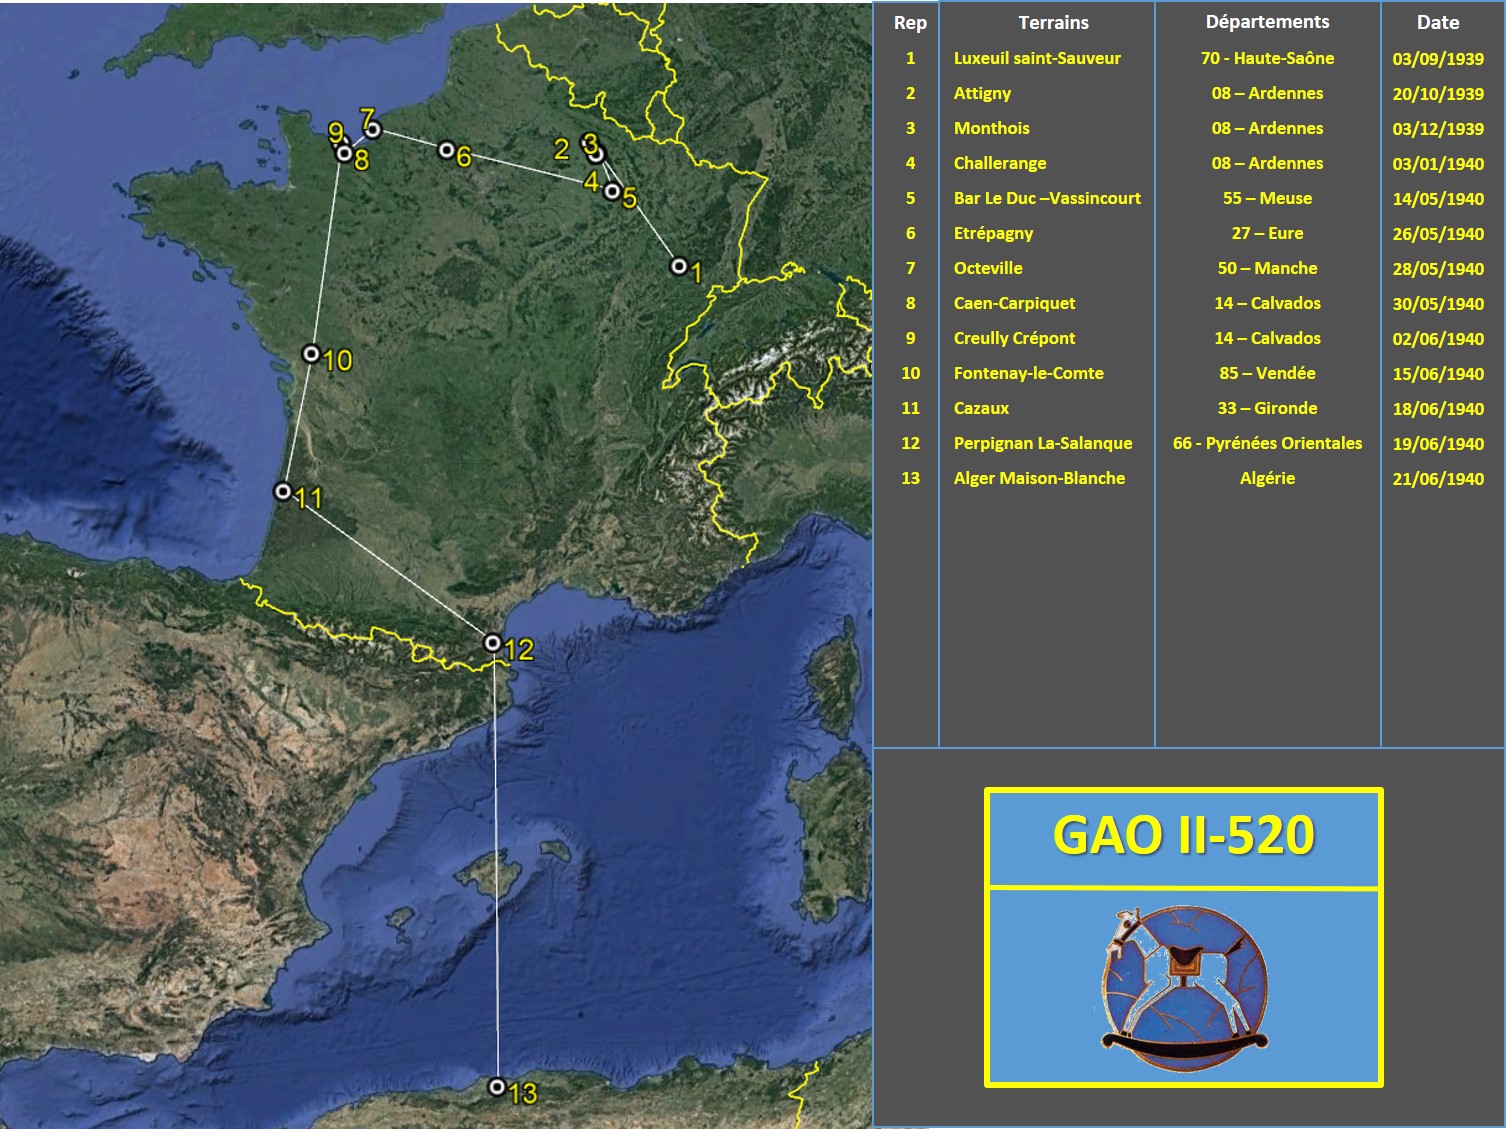 Rep Terrains Départements Date
1 Luxeuil saint-Sauveur 70 - Haute-Saône 03/09/1939
2 Attigny 08 – Ardennes 20/10/1939
3 Monthois 08 – Ardennes 03/12/1939
4 Challerange 08 – Ardennes 03/01/1940
5 Bar Le Duc –Vassincourt 55 – Meuse 14/05/1940
6 Etrépagny 27 – Eure 26/05/1940
7 Octeville 50 – Manche 28/05/1940
8 Caen-Carpiquet 14 – Calvados 30/05/1940
9 Creully Crépont 14 – Calvados 02/06/1940
10 Fontenay-le-Comte 85 – Vendée 15/06/1940
11 Cazaux 33 – Gironde 18/06/1940
12 Perpignan La-Salanque 66 - Pyrénées Orientales 19/06/1940
13 Alger Maison-Blanche Algérie 21/06/1940
7
9
8
6
2
3
4
5
1
10
11
12
13
GAO II-520